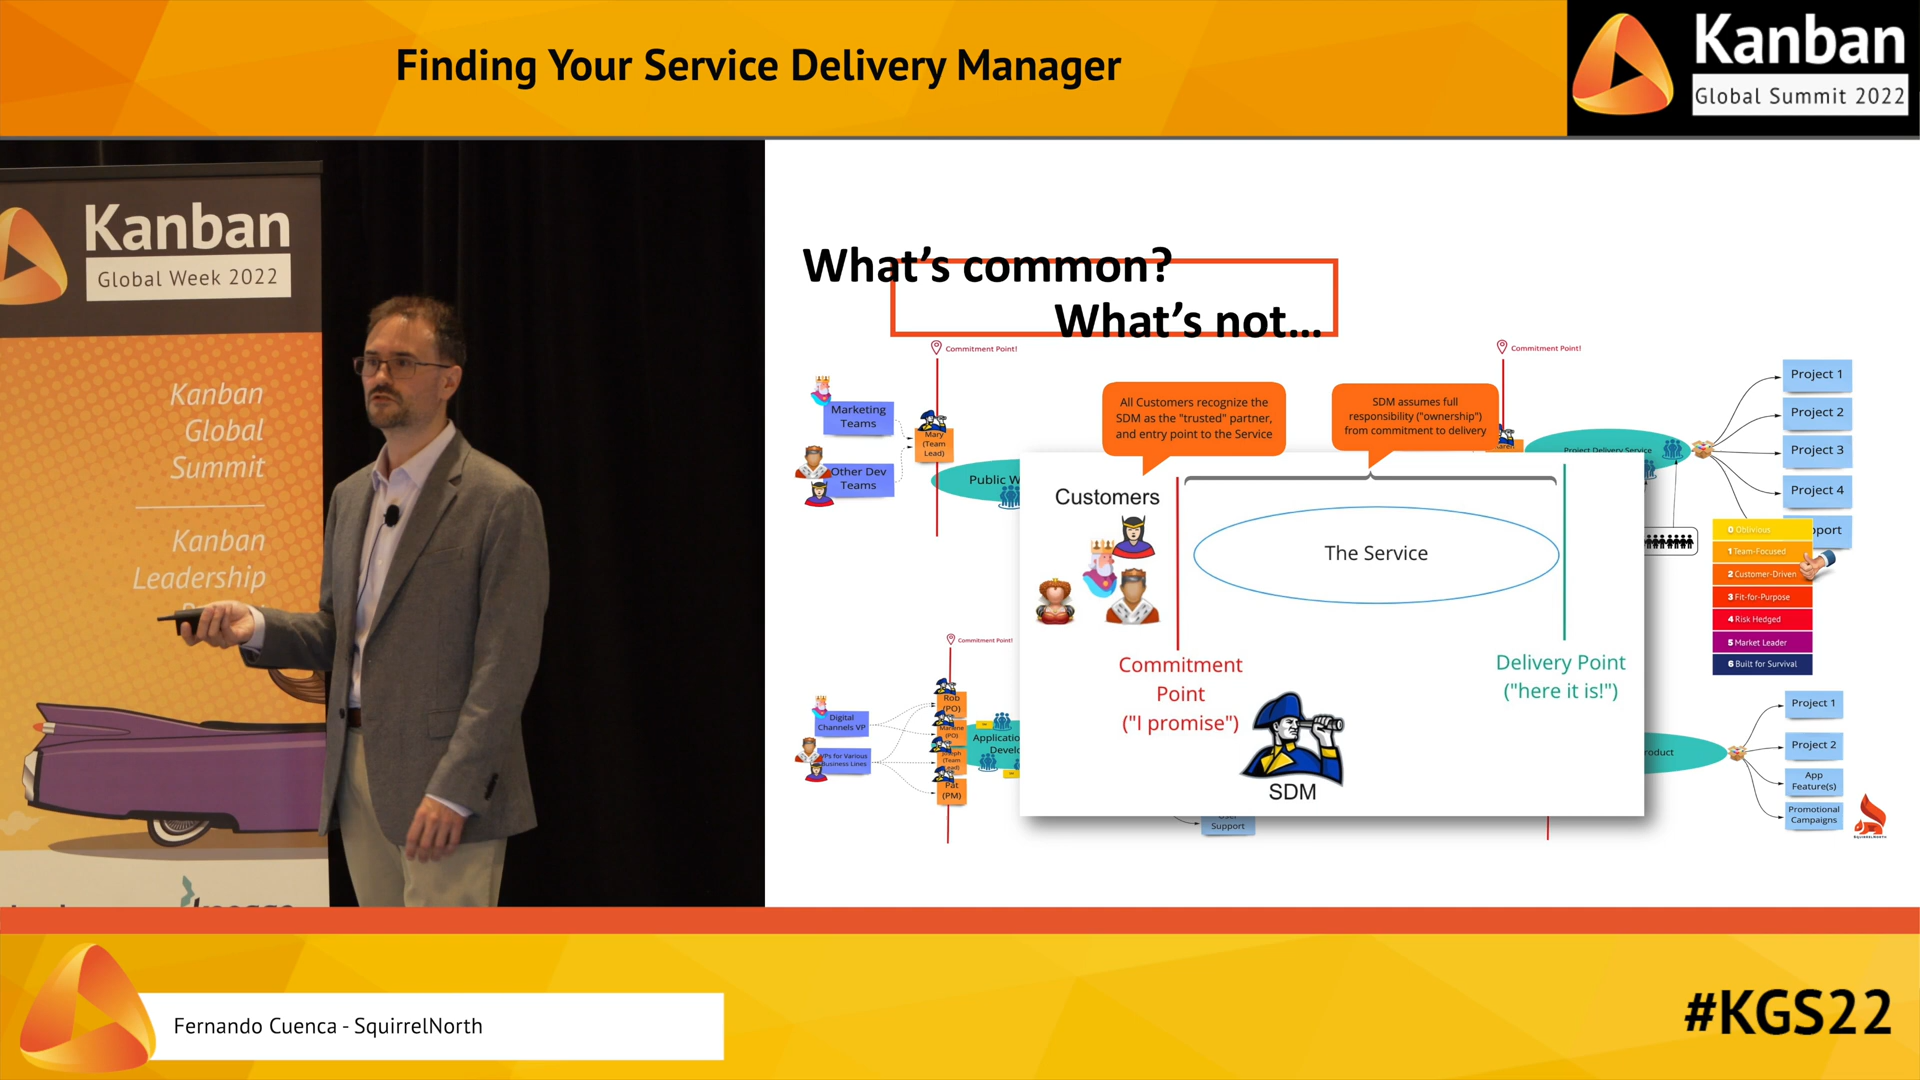 Finding Your Service Delivery Manager
Kanban
Global Summit 2022
Kanban
Global Week 2022
Kanban
Global
Summit
Kanban
Leadership
What's common?
What's not...
Commitment Point!
Marketing
Teams
Other Dev
Teams
Mary
(Team
Lead)
Public W
All Customers recognize the
SDM as the "trusted" partner,
and entry point to the Service
SDM assumes full
responsibility ("ownership")
from commitment to delivery
Commitment Point!
Project Delivery Service
Project 1
Project 2
Project 3
Project 4
pport
0 Oblivious
1 Team-Focused
2 Customer-Driven
3 Fit-for-Purpose
4 Risk Hedged
5 Market Leader
6 Built for Survival
Customers
The Service
Commitment
Point
("I promise")
Delivery Point
("here it is!")
SDM
Commitment Point!
Digital
Channels VP
VPs for Various
Business Lines
Rob
(PO)
Marlene
(PO)
Joseph
(Team
Lead)
Pat
(PM)
Applicatio
Develo
User
Support
roduct
Project 1
Project 2
App
Feature(s)
Promotional
Campaigns
SQUIRRELNORTH
Fernando Cuenca - SquirrelNorth
#KGS22